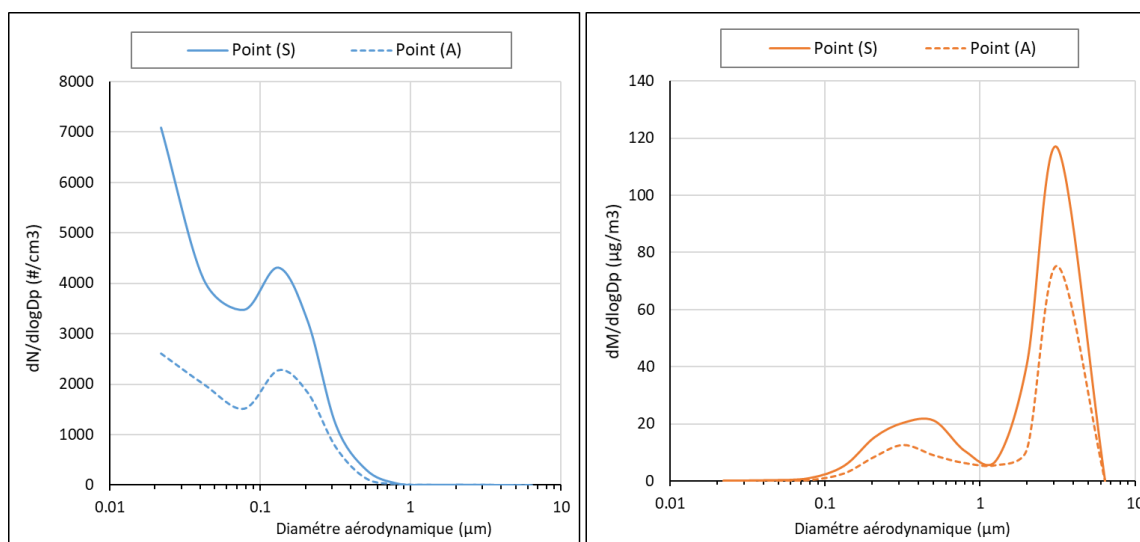 Point (S) Point (A)
8000
7000
6000
5000
4000
3000
2000
1000
0
dN/dlogDp (#/cm3)
0.01 0.1 1 10
Diamétre aérodynamique (µm)
Point (S) Point (A)
140
120
100
80
60
40
20
0
dM/dlogDp (µg/m3)
0.01 0.1 1 10
Diamétre aérodynamique (µm)